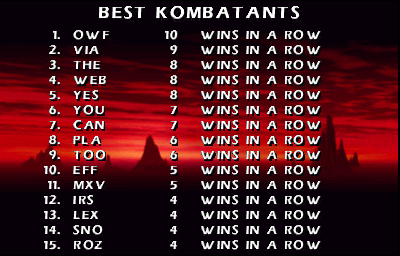 BEST KOMBATANTS
1. OWF 10 WINS IN A ROW
2. VIA 9 WINS IN A ROW
3. THE 8 WINS IN A ROW
4. WEB 8 WINS IN A ROW
5. YES 8 WINS IN A ROW
6. YOU 7 WINS IN A ROW
7. CAN 7 WINS IN A ROW
8. PLA 6 WINS IN A ROW
9. TOO 6 WINS IN A ROW
10. EFF 5 WINS IN A ROW
11. MXV 5 WINS IN A ROW
12. IRS 4 WINS IN A ROW
13. LEX 4 WINS IN A ROW
14. SNO 4 WINS IN A ROW
15. ROZ 4 WINS IN A ROW